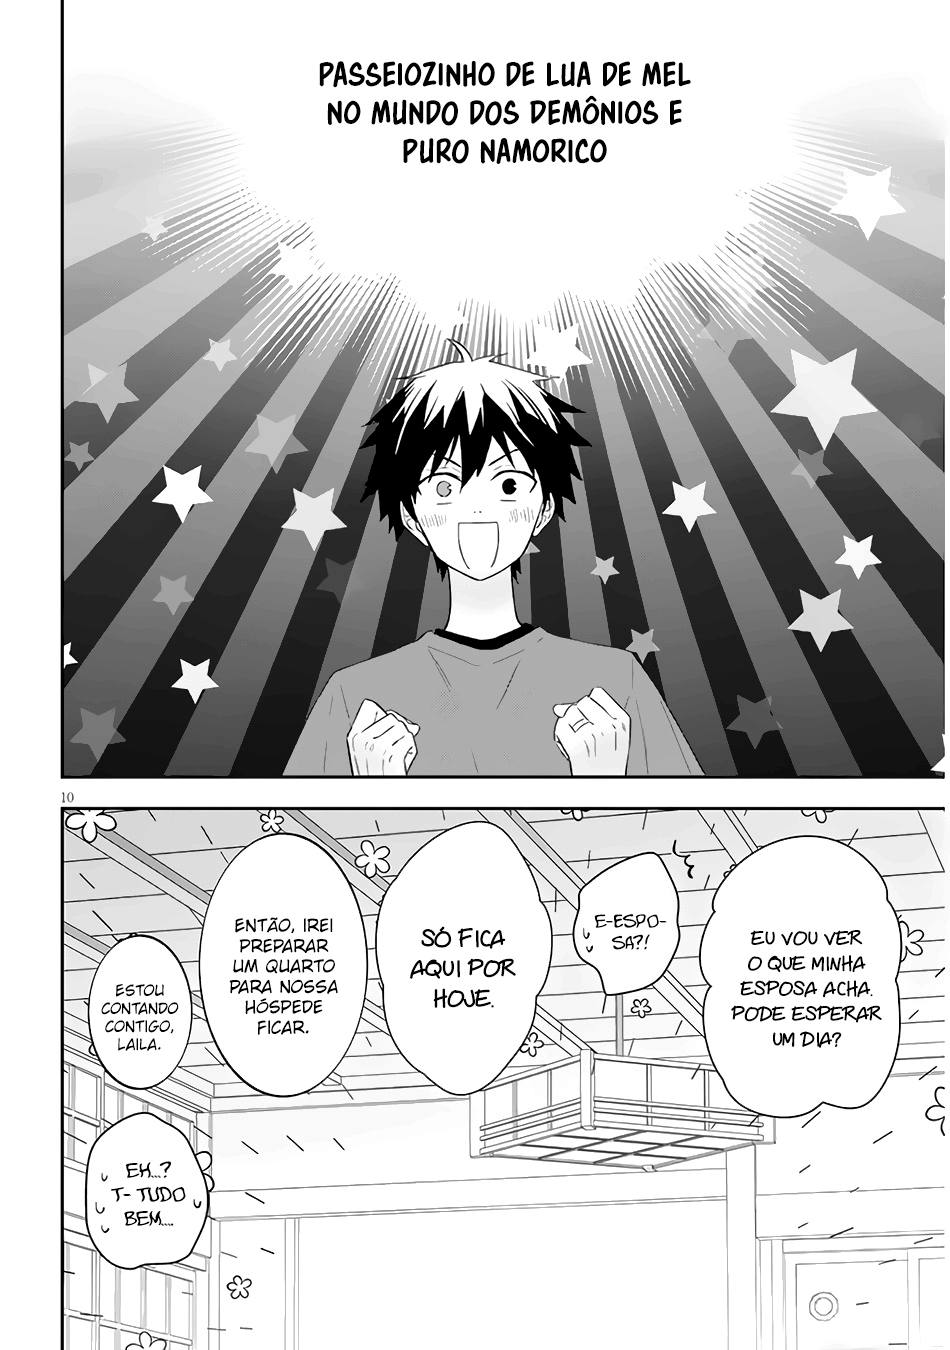 PASSEIOZINHO DE LUA DE MEL
NO MUNDO DOS DEMÔNIOS E
PURO NAMORICO
10
EU VOU VER
O QUE MINHA
ESPOSA ACHA.
PODE ESPERAR
UM DIA?
E-ESPO-
SA?!
SÓ FICA
AQUI POR
HOJE.
ENTÃO, IREI
PREPARAR
UM QUARTO
PARA NOSSA
HÓSPEDE
FICAR.
ESTOU
CONTANDO
CONTIGO,
LAILA.
EH...?
T- TUDO
BEM....